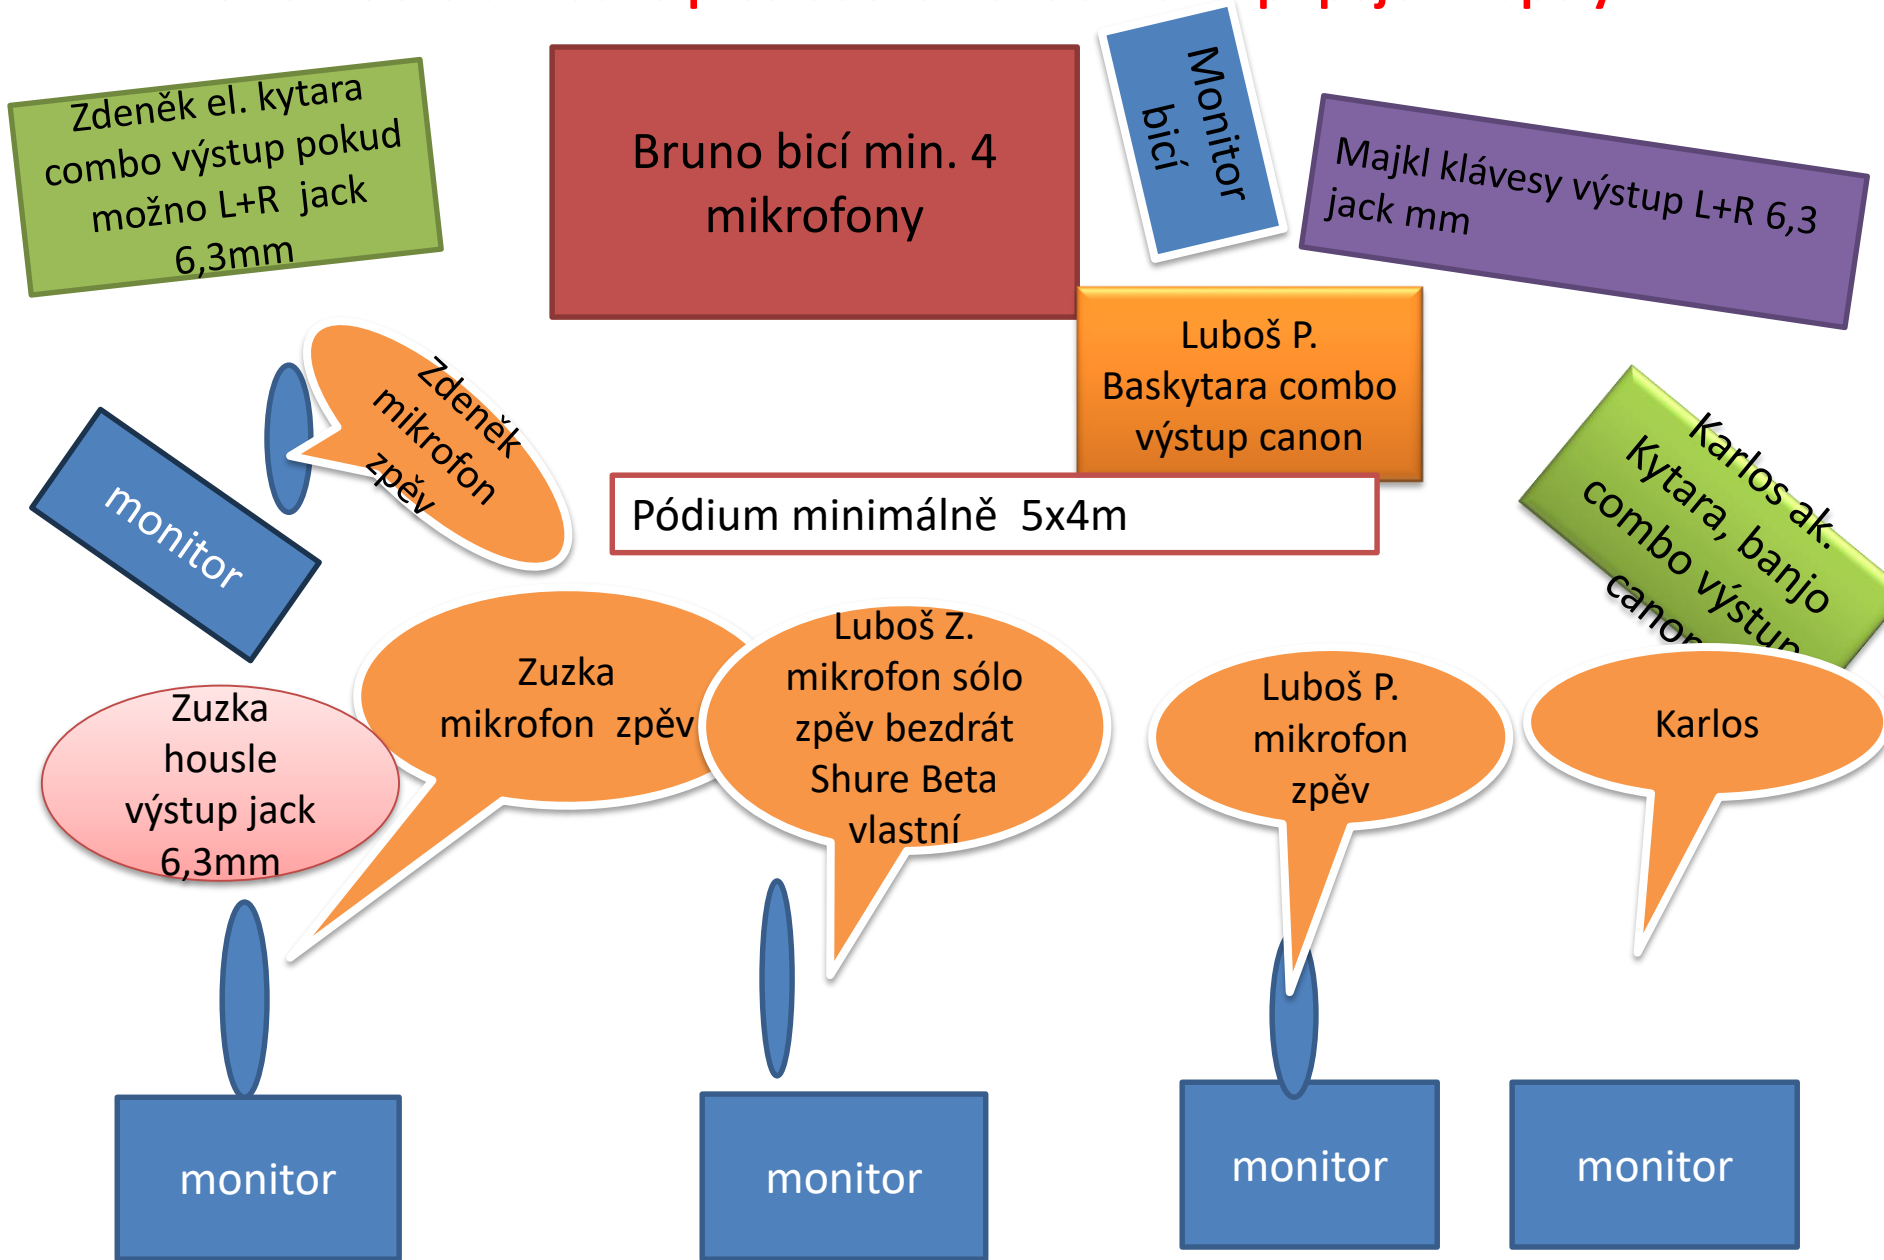 Zdeněk el. kytara
combo výstup pokud
možno L+R jack
6,3mm
Bruno bicí min. 4
mikrofony
Monitor
bicí
Majkl klávesy výstup L+R 6,3
jack mm
Luboš P.
Baskytara combo
výstup canon
Zdeněk
mikrofon
zpěv
monitor
Pódium minimálně 5x4m
Karlos ak.
Kytara, banjo
combo výstup
canon
Zuzka
mikrofon zpěv
Luboš Z.
mikrofon sólo
zpěv bezdrát
Shure Beta
vlastní
Luboš P.
mikrofon
zpěv
Karlos
Zuzka
housle
výstup jack
6,3mm
monitor
monitor
monitor
monitor